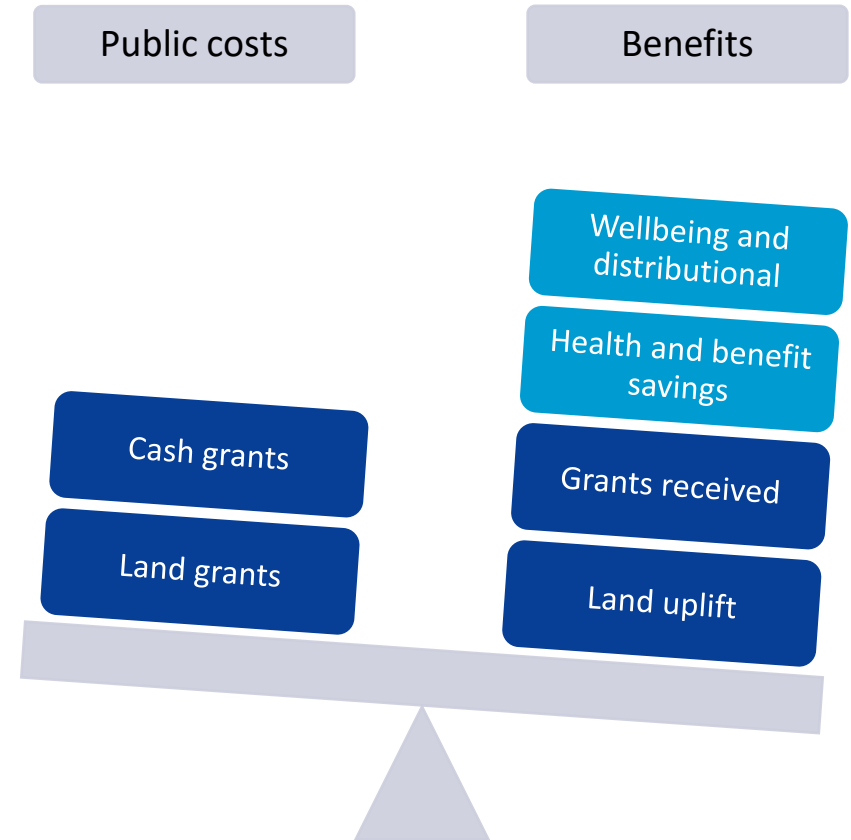 Public costs
Benefits
Wellbeing and
distributional
Health and benefit
savings
Cash grants
Grants received
Land grants
Land uplift